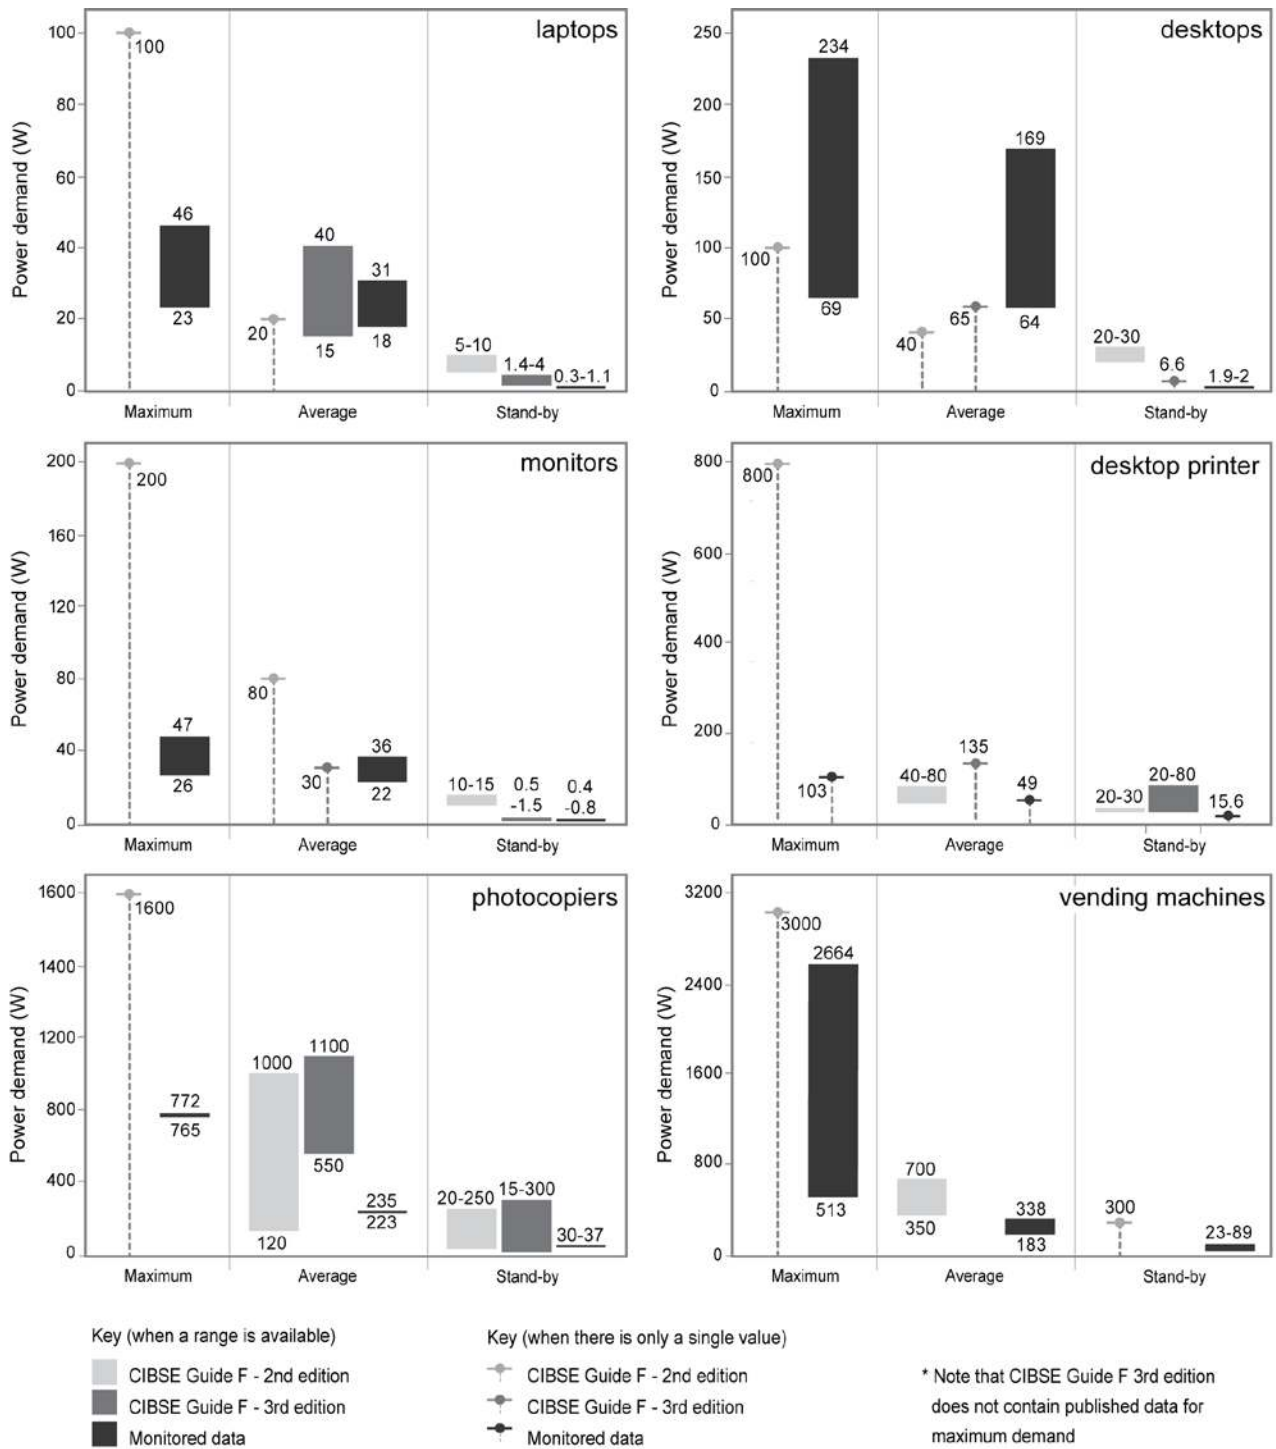 laptops
Power demand (W)
100
80
60
40
20
0
100
46
23
20
40
15
31
18
5-10
1.4-4
0.3-1.1
Maximum
Average
Stand-by
desktops
Power demand (W)
250
200
150
100
50
0
100
234
69
40
65
169
64
20-30
6.6
1.9-2
Maximum
Average
Stand-by
monitors
Power demand (W)
200
160
120
80
40
0
200
47
26
80
30
36
22
10-15
0.5
-1.5
0.4
-0.8
Maximum
Average
Stand-by
desktop printer
Power demand (W)
800
600
400
200
0
800
103
40-80
135
49
20-30
20-80
15.6
Maximum
Average
Stand-by
photocopiers
Power demand (W)
1600
1400
1200
800
400
0
1600
772
765
1000
120
1100
550
235
223
20-250
15-300
30-37
Maximum
Average
Stand-by
vending machines
Power demand (W)
3200
2400
1600
800
0
3000
2664
513
700
350
338
183
300
23-89
Maximum
Average
Stand-by
Key (when a range is available)
CIBSE Guide F - 2nd edition
CIBSE Guide F - 3rd edition
Monitored data
Key (when there is only a single value)
CIBSE Guide F - 2nd edition
CIBSE Guide F - 3rd edition
Monitored data
* Note that CIBSE Guide F 3rd edition
does not contain published data for
maximum demand